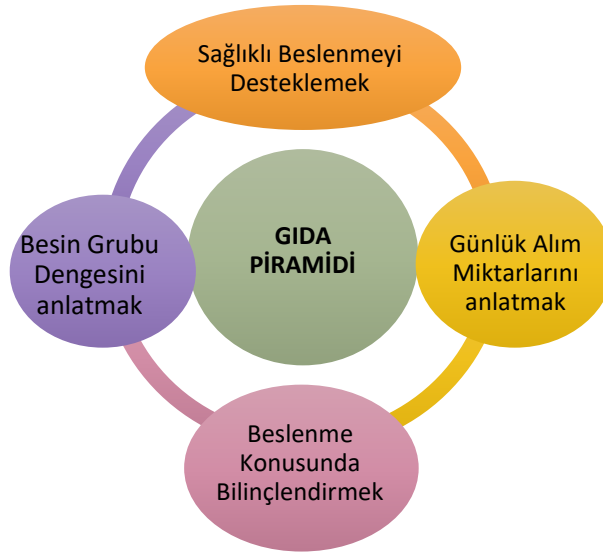 Sağlıklı Beslenmeyi
Desteklemek
Besin Grubu
Dengesini
anlatmak
GIDA
PİRAMİDİ
Günlük Alım
Miktarlarını
anlatmak
Beslenme
Konusunda
Bilinçlendirmek